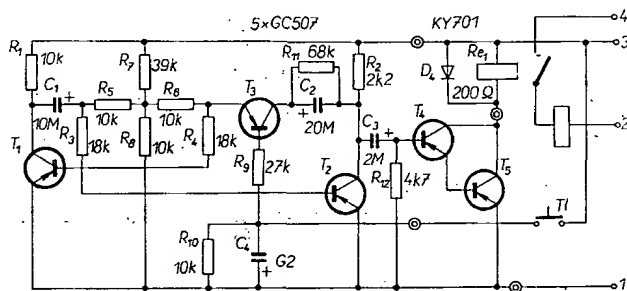 5×GC507
KY701
R1
10k
R7
39k
R11
68k
R2
2k2
D4
Re1
200Ω
4
3
2
1
C1
10M
R5
10k
R6
10k
T3
C2
20M
R3
18k
R8
10k
R4
18k
R9
27k
T1
T2
C3
2M
R12
4k7
T4
T5
R10
10k
C4
G2
Tl